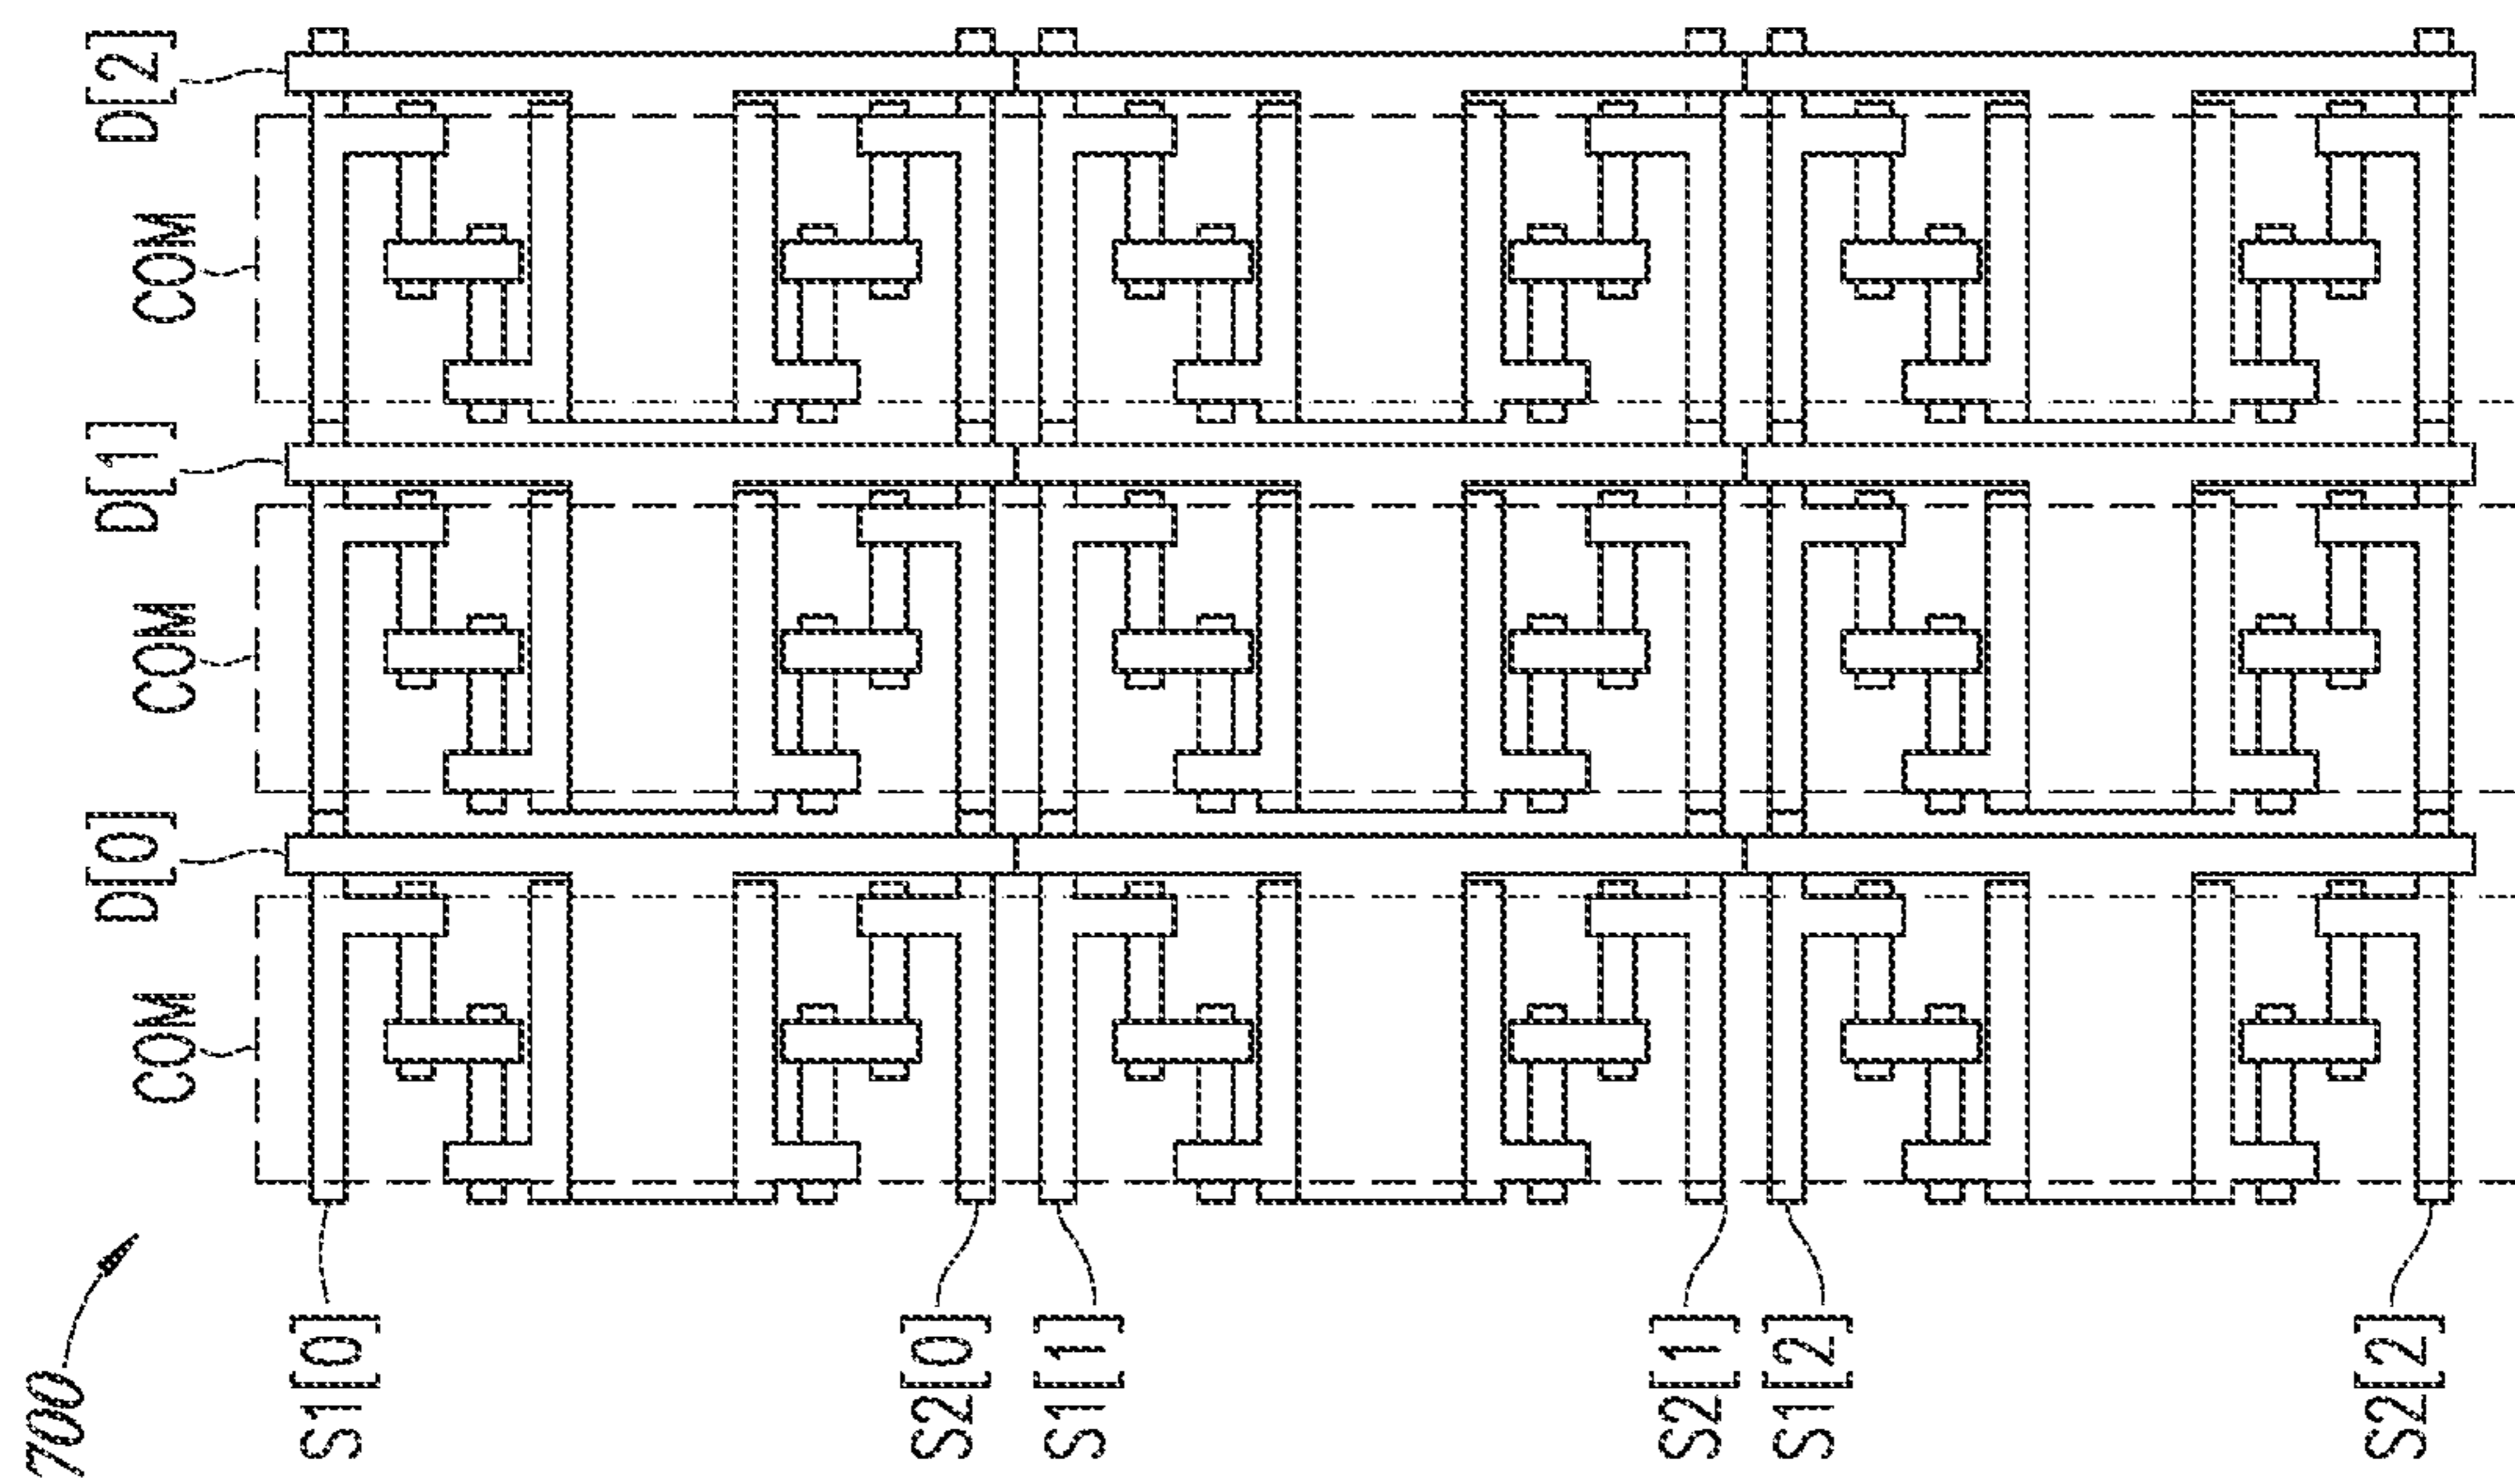 D[2]
COM
D[1]
COM
D[0]
COM
700
S1[0]
S2[0]
S1[1]
S2[1]
S1[2]
S2[2]